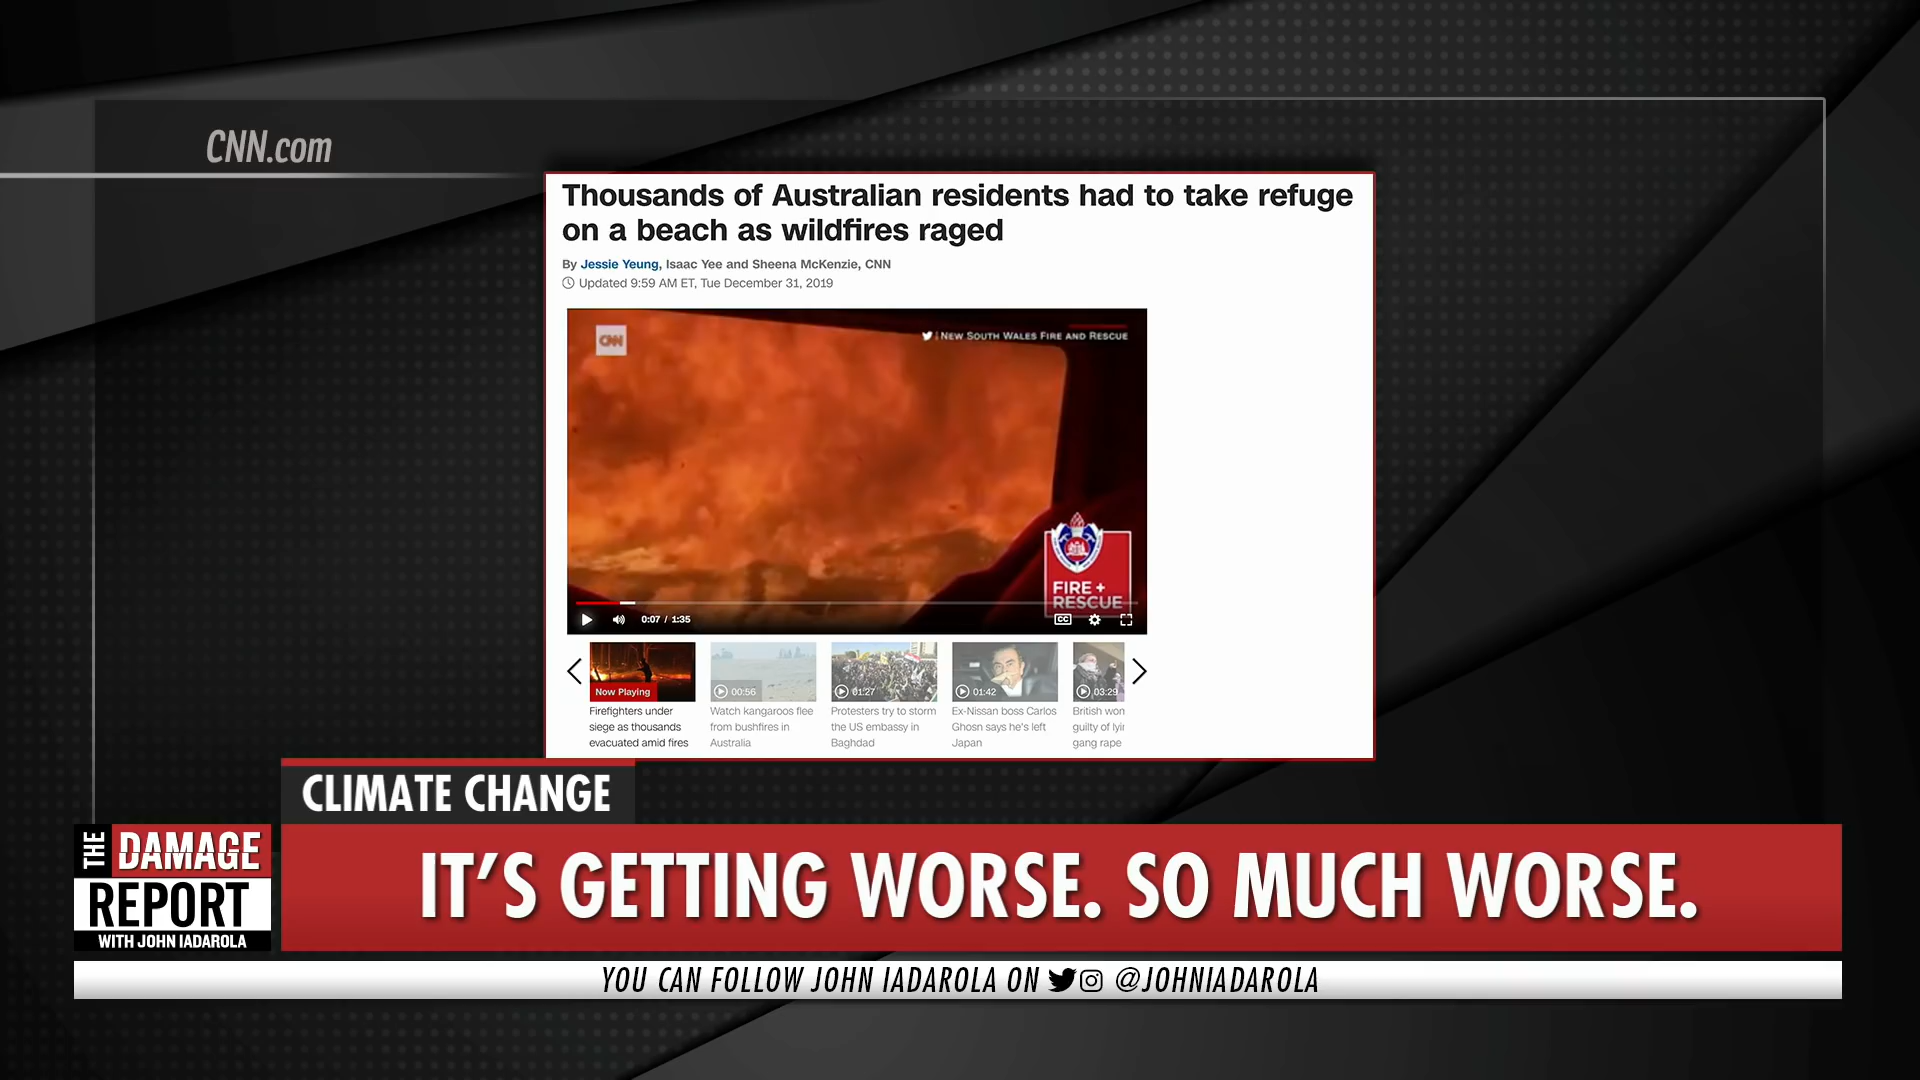 CNN.com
Thousands of Australian residents had to take refuge
on a beach as wildfires raged
By Jessie Yeung, Isaac Yee and Sheena McKenzie, CNN
Updated 9:59 AM ET, Tue December 31, 2019
CNN
NEW SOUTH WALES FIRE AND RESCUE
FIRE +
RESCUE
0:07 / 1:35
CC
Now Playing
00:56
01:27
01:42
03:29
Firefighters under
siege as thousands
evacuated amid fires
Watch kangaroos flee
from bushfires in
Australia
Protesters try to storm
the US embassy in
Baghdad
Ex-Nissan boss Carlos
Ghosn says he's left
Japan
British won
guilty of lyin
gang rape
CLIMATE CHANGE
THE
DAMAGE
REPORT
WITH JOHN IADAROLA
IT'S GETTING WORSE. SO MUCH WORSE.
YOU CAN FOLLOW JOHN IADAROLA ON @JOHNIADAROLA